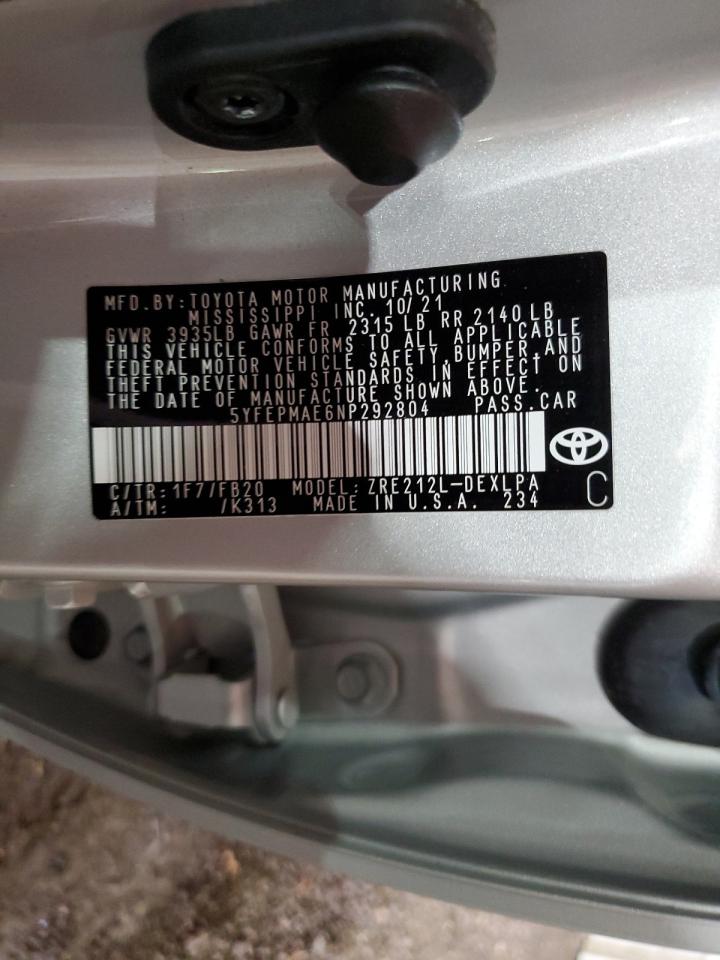 MFD.BY:TOYOTA MOTOR MANUFACTURING
MISSISSIPPI INC. 10/21
GVWR 3935LB GAWR FR 2315 LB RR 2140 LB
THIS VEHICLE CONFORMS TO ALL APPLICABLE
FEDERAL MOTOR VEHICLE SAFETY,BUMPER,AND
THEFT PREVENTION STANDARDS IN EFFECT ON
THE DATE OF MANUFACTURE SHOWN ABOVE.
5YFEPMAE6NP292804 PASS.CAR
C/TR:1F7/FB20 MODEL:ZRE212L-DEXLPA
A/TM: /K313 MADE IN U.S.A. 234
C